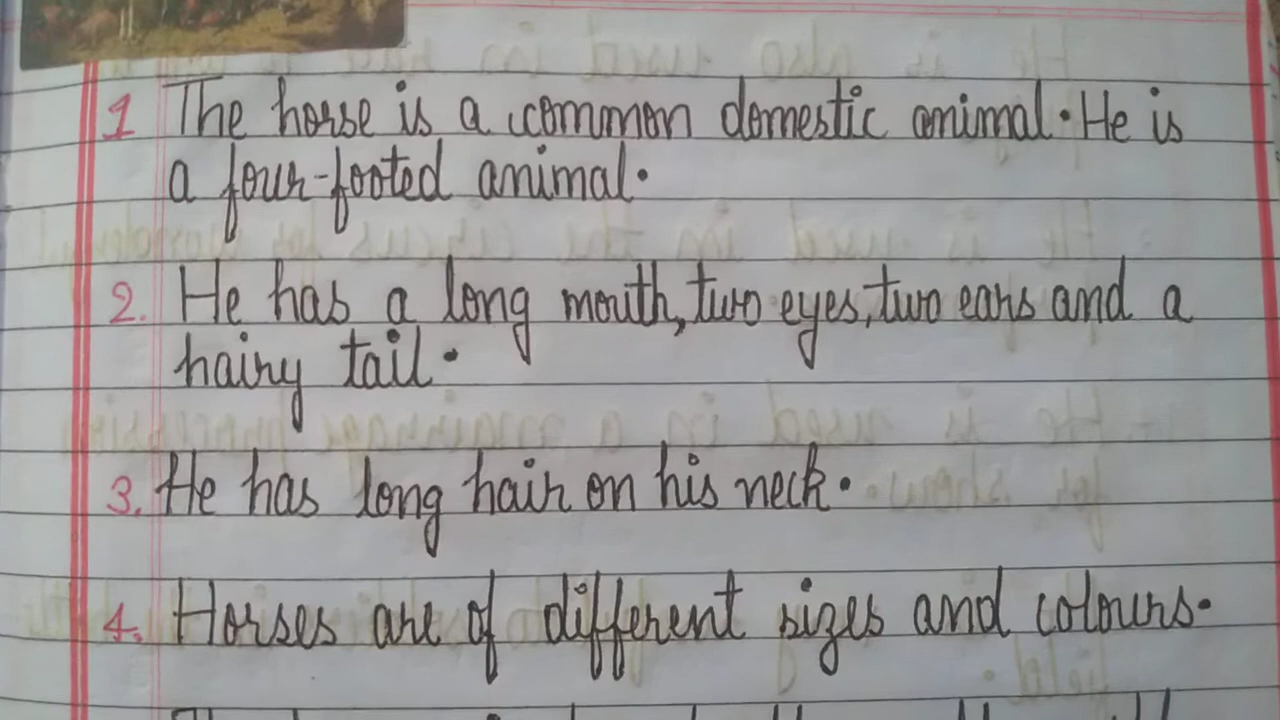 1 The horse is a common domestic animal. He is
a four-footed animal.
2. He has a long mouth, two eyes, two ears and a
hairy tail.
3. He has long hair on his neck.
4. Horses are of different sizes and colours.